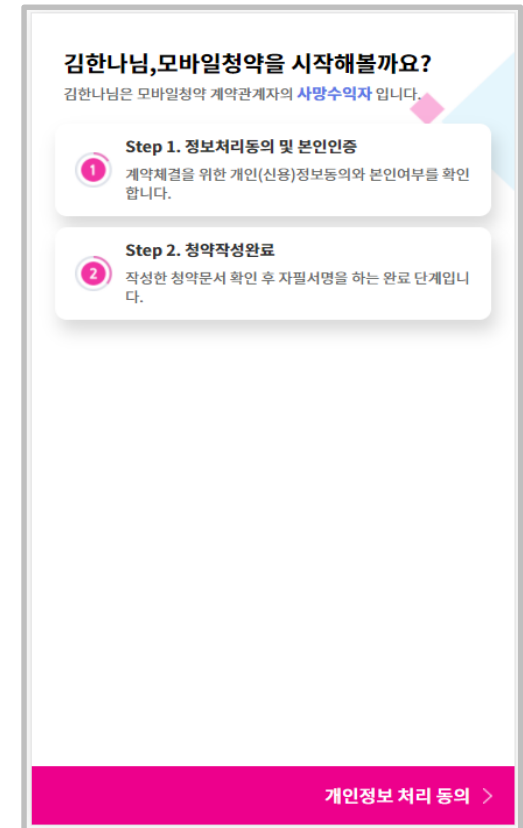 김한나님,모바일청약을 시작해볼까요?
김한나님은 모바일청약 계약관계자의 사망수익자 입니다.
1
Step 1. 정보처리동의 및 본인인증
계약체결을 위한 개인(신용)정보동의와 본인여부를 확인
합니다.
2
Step 2. 청약작성완료
작성한 청약문서 확인 후 자필서명을 하는 완료 단계입니
다.
개인정보 처리 동의 >